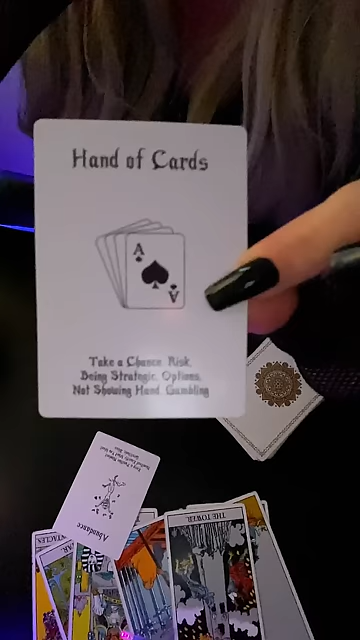 Hand of Cards
A
A
Take a Chance, Risk,
Being Strategic, Options,
Not Showing Hand, Gambling
Abundance
THE TOWER